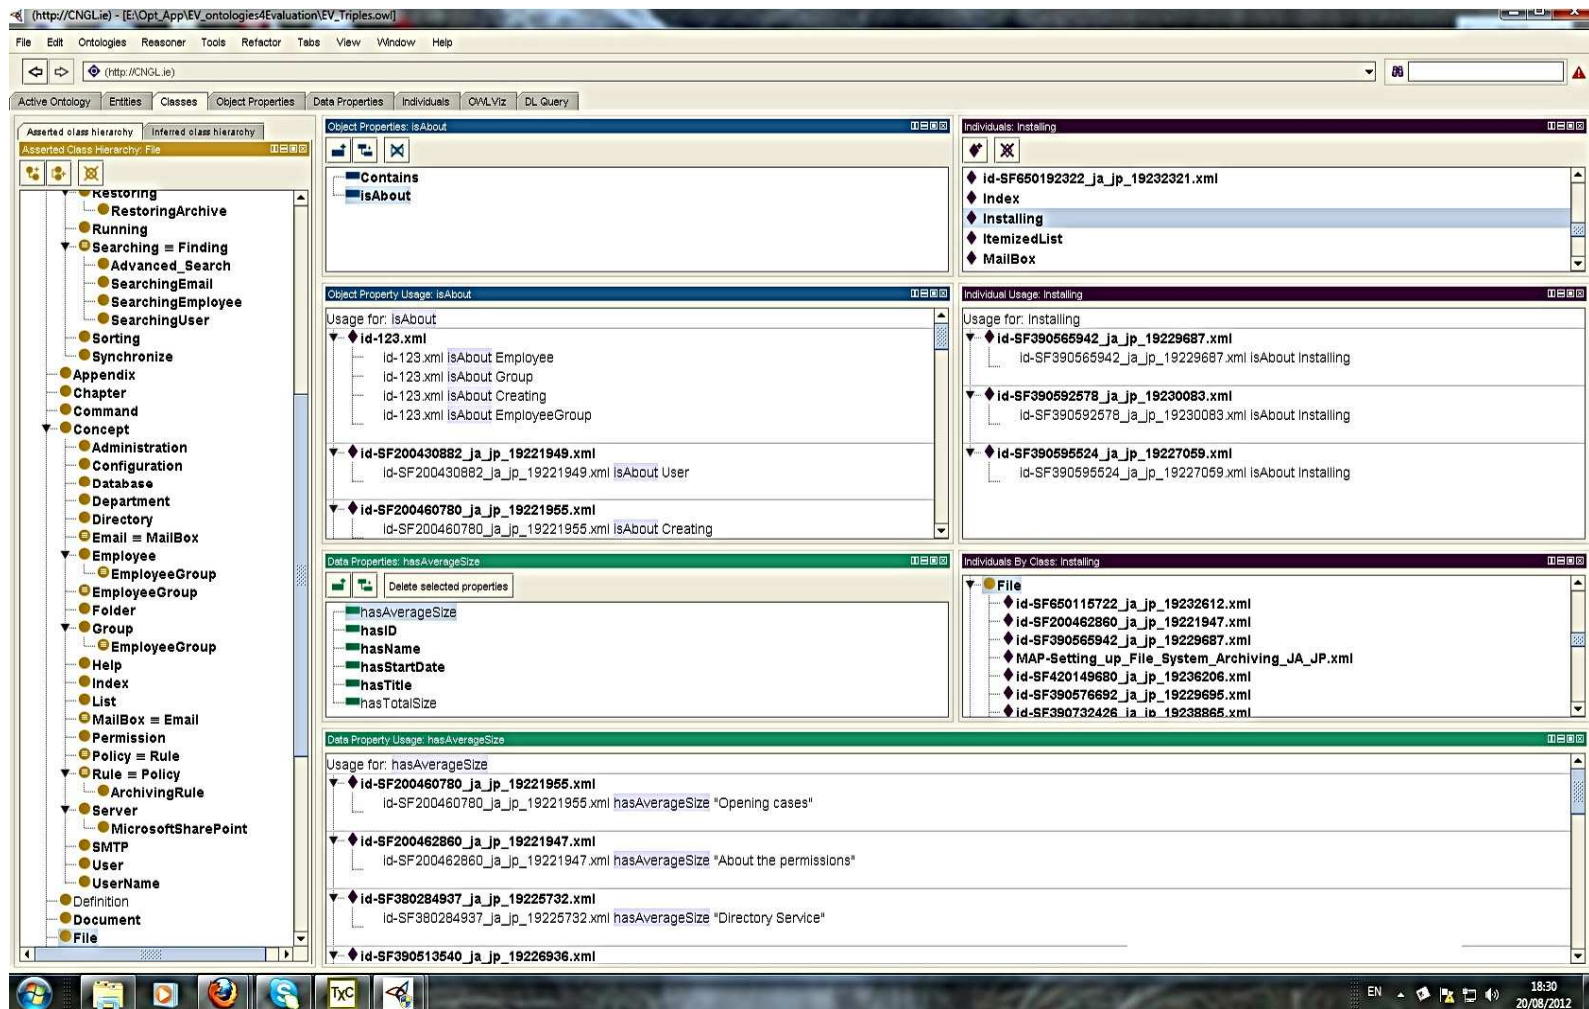 (http://CNGL.ie) - [E:\Opt_App\EV_ontologies4Evaluation\EV_Triples.owl]
File Edit Ontologies Reasoner Tools Refactor Tabs View Window Help
(http://CNGL.ie)
Active Ontology Entities Classes Object Properties Data Properties Individuals OWLViz DL Query
Asserted class hierarchy Inferred class hierarchy
Asserted Class Hierarchy: File
Restoring
RestoringArchive
Running
Searching ≡ Finding
Advanced_Search
SearchingEmail
SearchingEmployee
SearchingUser
Sorting
Synchronize
Appendix
Chapter
Command
Concept
Administration
Configuration
Database
Department
Directory
Email ≡ MailBox
Employee
EmployeeGroup
EmployeeGroup
Folder
Group
EmployeeGroup
Help
Index
List
MailBox ≡ Email
Permission
Policy ≡ Rule
Rule ≡ Policy
ArchivingRule
Server
MicrosoftSharePoint
SMTP
User
UserName
Definition
Document
File
Object Properties: isAbout
Contains
isAbout
Object Property Usage: isAbout
Usage for: isAbout
id-123.xml
id-123.xml isAbout Employee
id-123.xml isAbout Group
id-123.xml isAbout Creating
id-123.xml isAbout EmployeeGroup
id-SF200430882_ja_jp_19221949.xml
id-SF200430882_ja_jp_19221949.xml isAbout User
id-SF200460780_ja_jp_19221955.xml
id-SF200460780_ja_jp_19221955.xml isAbout Creating
Data Properties: hasAverageSize
Delete selected properties
hasAverageSize
hasID
hasName
hasStartDate
hasTitle
hasTotalSize
Individuals: Installing
id-SF650192322_ja_jp_19232321.xml
Index
Installing
ItemizedList
MailBox
Individual Usage: Installing
Usage for: Installing
id-SF390565942_ja_jp_19229687.xml
id-SF390565942_ja_jp_19229687.xml isAbout Installing
id-SF390592578_ja_jp_19230083.xml
id-SF390592578_ja_jp_19230083.xml isAbout Installing
id-SF390595524_ja_jp_19227059.xml
id-SF390595524_ja_jp_19227059.xml isAbout Installing
Individuals By Class: Installing
File
id-SF650115722_ja_jp_19232612.xml
id-SF200462860_ja_jp_19221947.xml
id-SF390565942_ja_jp_19229687.xml
MAP-Setting_up_File_System_Archiving_JA_JP.xml
id-SF420149680_ja_jp_19236206.xml
id-SF390576692_ja_jp_19229695.xml
id-SF390732426_ja_jp_19238865.xml
Data Property Usage: hasAverageSize
Usage for: hasAverageSize
id-SF200460780_ja_jp_19221955.xml
id-SF200460780_ja_jp_19221955.xml hasAverageSize "Opening cases"
id-SF200462860_ja_jp_19221947.xml
id-SF200462860_ja_jp_19221947.xml hasAverageSize "About the permissions"
id-SF380284937_ja_jp_19225732.xml
id-SF380284937_ja_jp_19225732.xml hasAverageSize "Directory Service"
id-SF390513540_ja_jp_19226936.xml
TXC
EN
18:30
20/08/2012